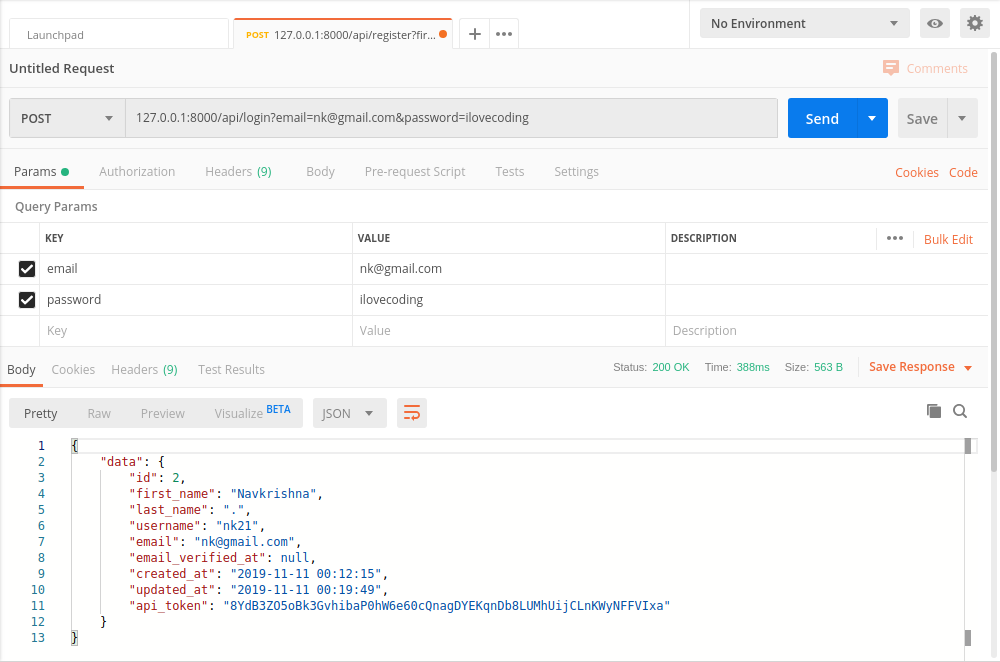 Launchpad
POST 127.0.0.1:8000/api/register?fir...
No Environment
Untitled Request
Comments
POST
127.0.0.1:8000/api/login?email=nk@gmail.com&password=ilovecoding
Send
Save
Params Authorization Headers (9) Body Pre-request Script Tests Settings Cookies Code
Query Params
KEY VALUE DESCRIPTION ••• Bulk Edit
email nk@gmail.com
password ilovecoding
Key Value Description
Body Cookies Headers (9) Test Results Status: 200 OK Time: 388ms Size: 563 B Save Response
Pretty Raw Preview Visualize BETA JSON
1 {
2 "data": {
3 "id": 2,
4 "first_name": "Navkrishna",
5 "last_name": ".",
6 "username": "nk21",
7 "email": "nk@gmail.com",
8 "email_verified_at": null,
9 "created_at": "2019-11-11 00:12:15",
10 "updated_at": "2019-11-11 00:19:49",
11 "api_token": "8YdB3ZO5oBk3GvhibaP0hW6e60cQnagDYEKqnDb8LUMhUijCLnKWyNFFVIxa"
12 }
13 }